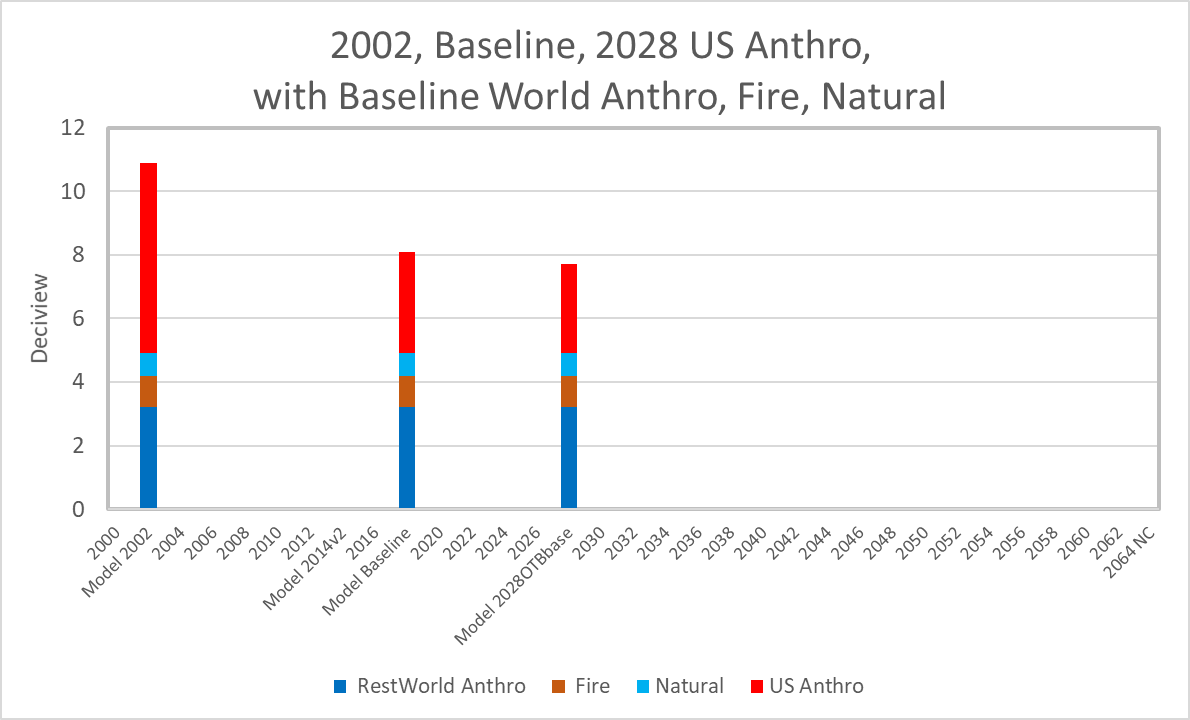 2002, Baseline, 2028 US Anthro,
with Baseline World Anthro, Fire, Natural
12
10
8
6
4
2
0
Deciview
2000
Model 2002
2004
2006
2008
2010
2012
Model 2014v2
2016
Model Baseline
2020
2022
2024
2026
Model 2028OTBbase
2030
2032
2034
2036
2038
2040
2042
2044
2046
2048
2050
2052
2054
2056
2058
2060
2062
2064 NC
RestWorld Anthro
Fire
Natural
US Anthro